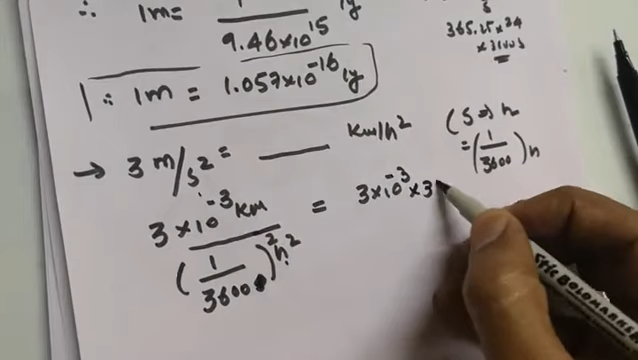 ∴ 1m = 1/(9.46×10^15) ly
365.25×24
×3600s
∴ 1m = 1.057×10^-16 ly
→ 3 m/s² = ____ km/h²
(s → h
= (1/3600) h
3×10^-3 km / (1/3600)² h² = 3×10^-3 × 3